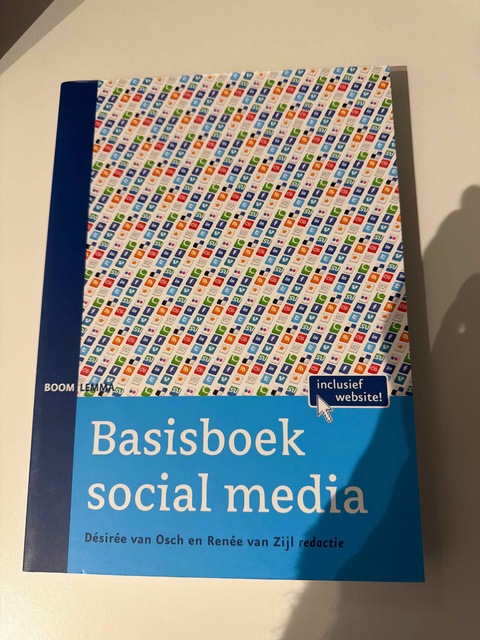 BOOM LEMMA
inclusief
website!
Basisboek
social media
Désirée van Osch en Renée van Zijl redactie